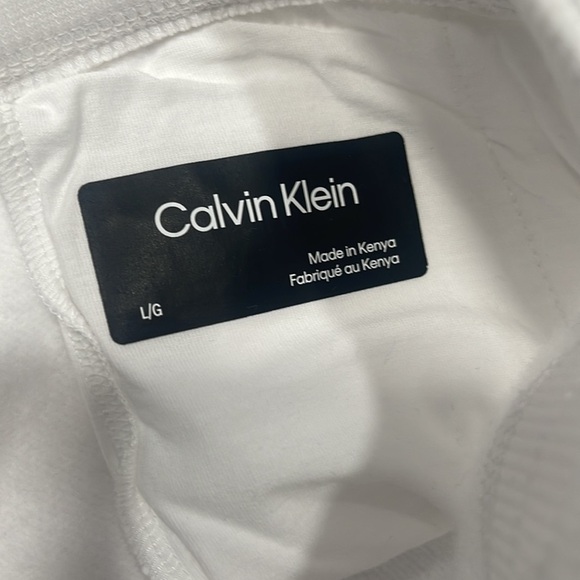 Calvin Klein
Made in Kenya
Fabriqué au Kenya
L/G